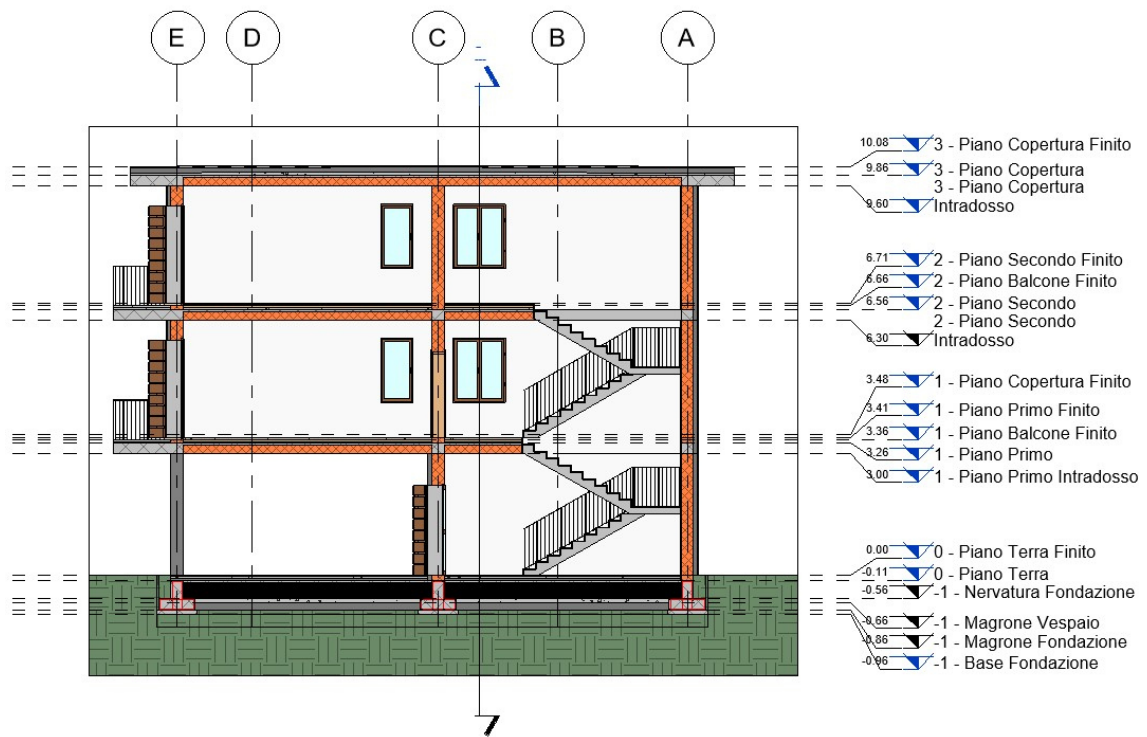 E D C B A
10.08 3 - Piano Copertura Finito
9.86 3 - Piano Copertura
3 - Piano Copertura
9.60 Intradosso
6.71 2 - Piano Secondo Finito
6.66 2 - Piano Balcone Finito
6.56 2 - Piano Secondo
2 - Piano Secondo
6.30 Intradosso
3.48 1 - Piano Copertura Finito
3.41 1 - Piano Primo Finito
3.36 1 - Piano Balcone Finito
3.26 1 - Piano Primo
3.00 1 - Piano Primo Intradosso
0.00 0 - Piano Terra Finito
-0.11 0 - Piano Terra
-0.56 -1 - Nervatura Fondazione
-0.66 -1 - Magrone Vespaio
-0.86 -1 - Magrone Fondazione
-0.96 -1 - Base Fondazione